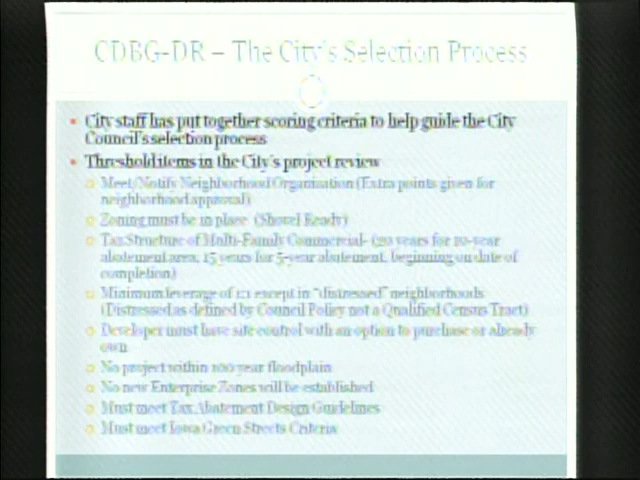 CDBG-DR – The City's Selection Process
City staff has put together scoring criteria to help guide the City
Council's selection process
Threshold items in the City's project review
Meet/Notify Neighborhood Organization (Extra points given for
neighborhood approval)
Zoning must be in place (Shovel Ready)
Tax Structure of Multi-Family Commercial- (20 years for 10-year
abatement area, 15 years for 5-year abatement, beginning on date of
completion)
Minimum leverage of 1:1 except in "distressed" neighborhoods
(Distressed as defined by Council Policy not a Qualified Census Tract)
Developer must have site control with an option to purchase or already
own
No project within 100 year floodplain
No new Enterprise Zones will be established
Must meet Tax Abatement Design Guidelines
Must meet Iowa Green Streets Criteria